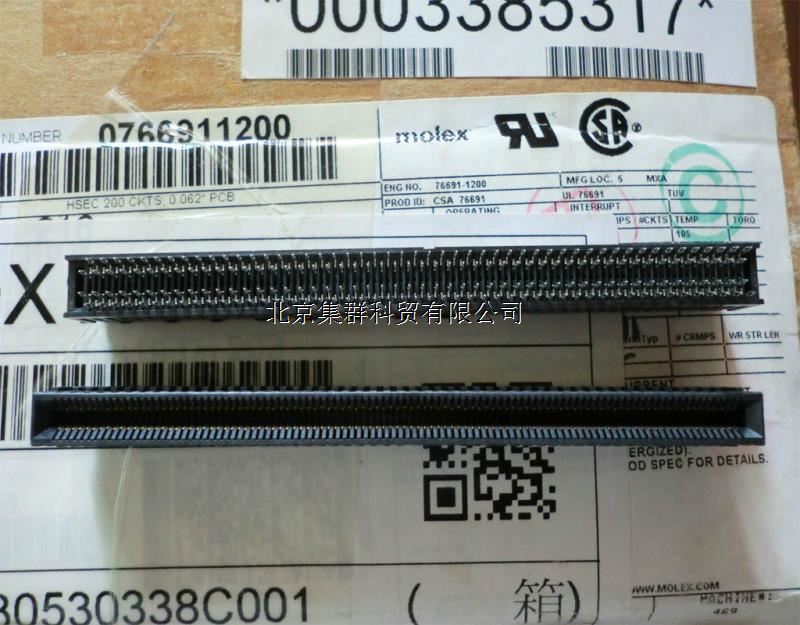 *0003385317*
NUMBER 0766911200
molex
HSEC 200 CKTS, 0.062" PCB
ENG NO. 76691-1200 MFG LOC. 5 MXA
PROD ID: CSA 76691 UL 76691 TUV
OPERATING INTERRUPT
#CKTS TEMP TORQ
105
X
北京集群科贸有限公司
# CRMPS WR STR LEN
ERGIZED).
OD SPEC FOR DETAILS.
WWW.MOLEX.COM
MACHINE#:
469
30530338C001 (箱)